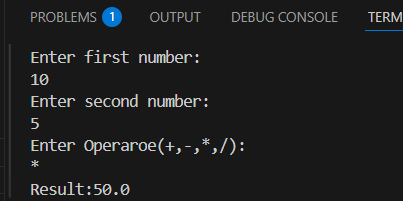 PROBLEMS 1 OUTPUT DEBUG CONSOLE TERM
Enter first number:
10
Enter second number:
5
Enter Operaroe(+,-,*,/):
*
Result:50.0